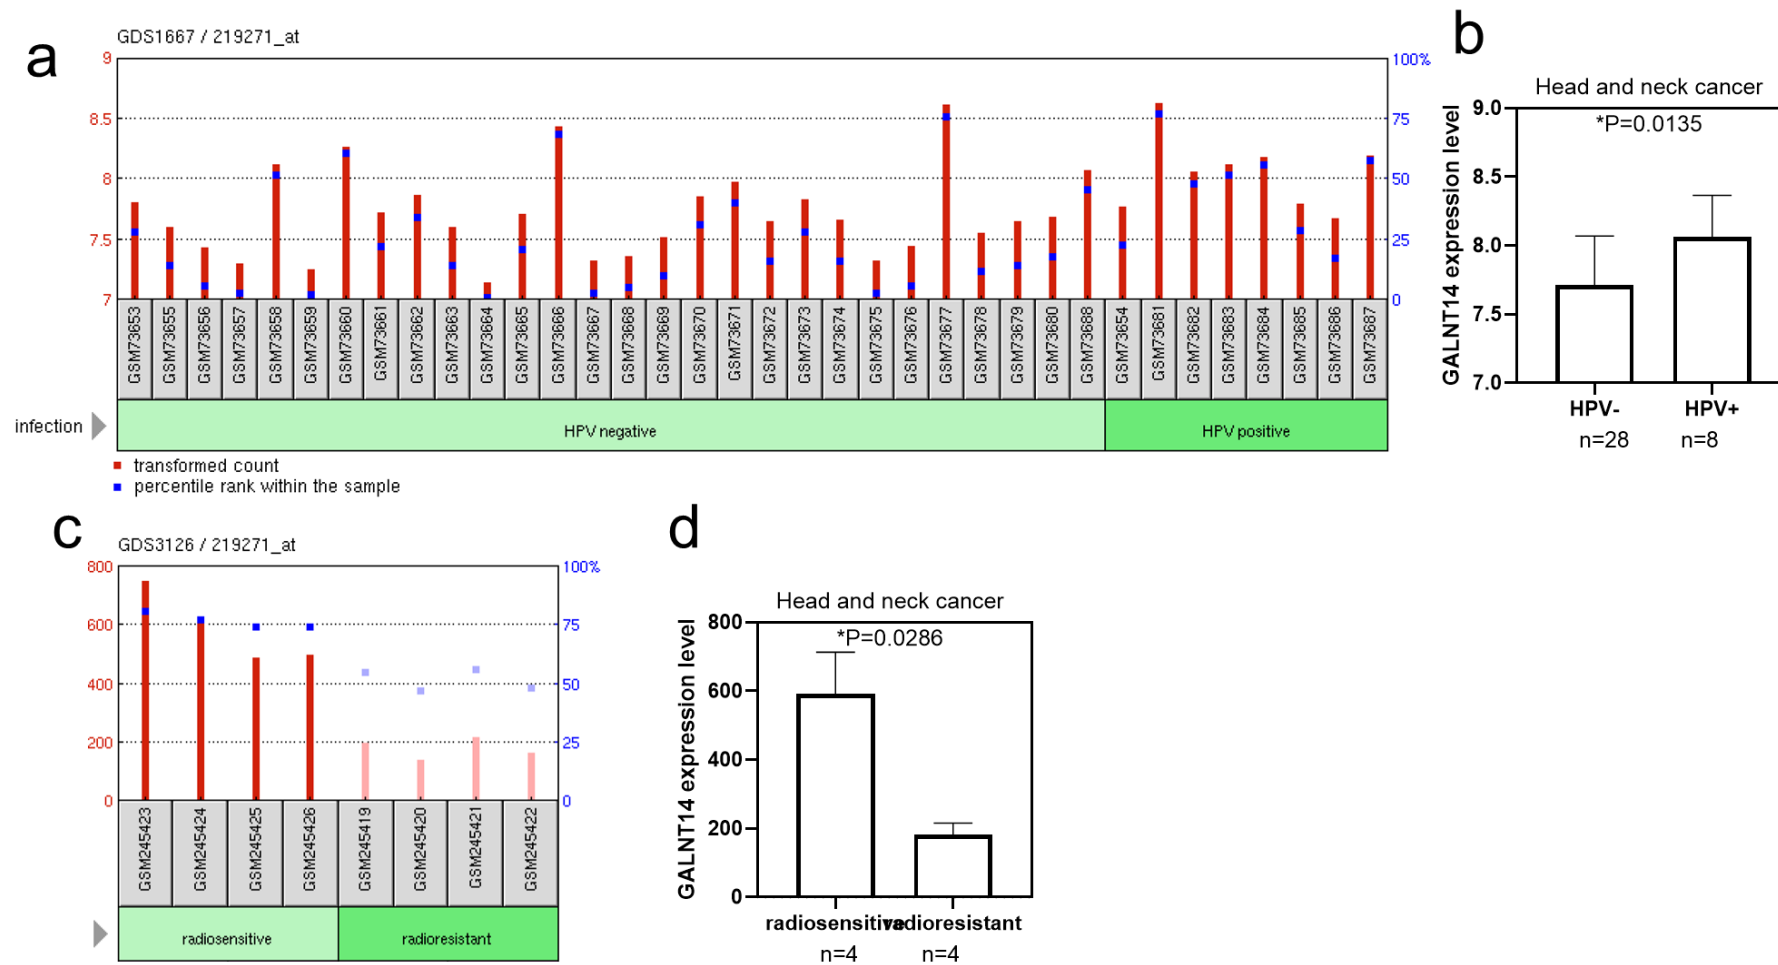 a
GDS1667 / 219271_at
9
8.5
8
7.5
7
100%
75
50
25
0
GSM73653
GSM73655
GSM73656
GSM73657
GSM73658
GSM73659
GSM73660
GSM73661
GSM73662
GSM73663
GSM73664
GSM73665
GSM73666
GSM73667
GSM73668
GSM73669
GSM73670
GSM73671
GSM73672
GSM73673
GSM73674
GSM73675
GSM73676
GSM73677
GSM73678
GSM73679
GSM73680
GSM73688
GSM73654
GSM73681
GSM73682
GSM73683
GSM73684
GSM73685
GSM73686
GSM73687
infection
HPV negative
HPV positive
transformed count
percentile rank within the sample
b
Head and neck cancer
*P=0.0135
GALNT14 expression level
9.0
8.5
8.0
7.5
7.0
HPV- HPV+
n=28 n=8
c
GDS3126 / 219271_at
800
600
400
200
0
100%
75
50
25
0
GSM245423
GSM245424
GSM245425
GSM245426
GSM245419
GSM245420
GSM245421
GSM245422
radiosensitive
radioresistant
d
Head and neck cancer
*P=0.0286
GALNT14 expression level
800
600
400
200
0
radiosensitive radioresistant
n=4 n=4